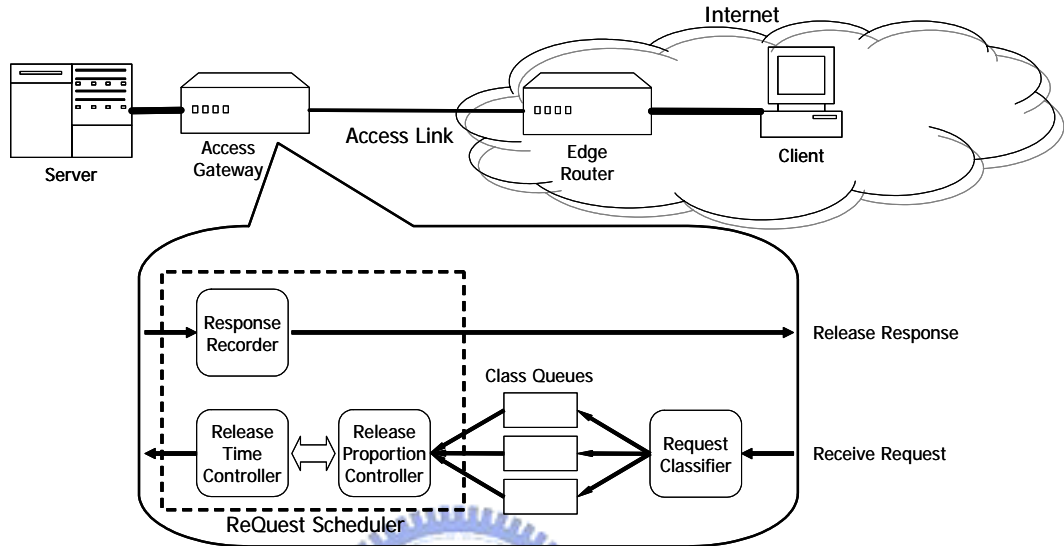 Internet
Server
Access
Gateway
Access Link
Edge
Router
Client
Response
Recorder
Release Response
Class Queues
Release
Time
Controller
Release
Proportion
Controller
Request
Classifier
Receive Request
ReQuest Scheduler